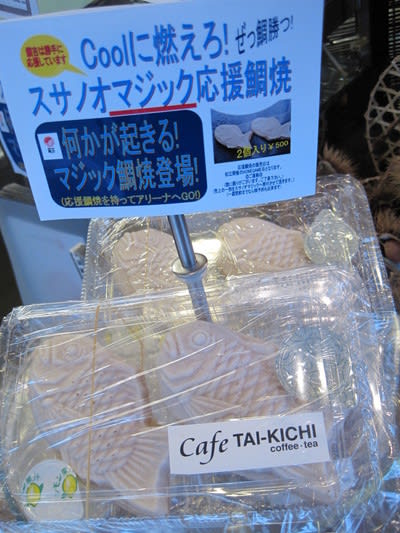 鯛吉は勝手に
応援しています
Coolに燃えろ! ぜっ鯛勝つ!
スサノオマジック応援鯛焼
何かが起きる!
マジック鯛焼登場!
(応援鯛焼を持ってアリーナへGO!)
2個入り¥500
Cafe TAI-KICHI
coffee・tea